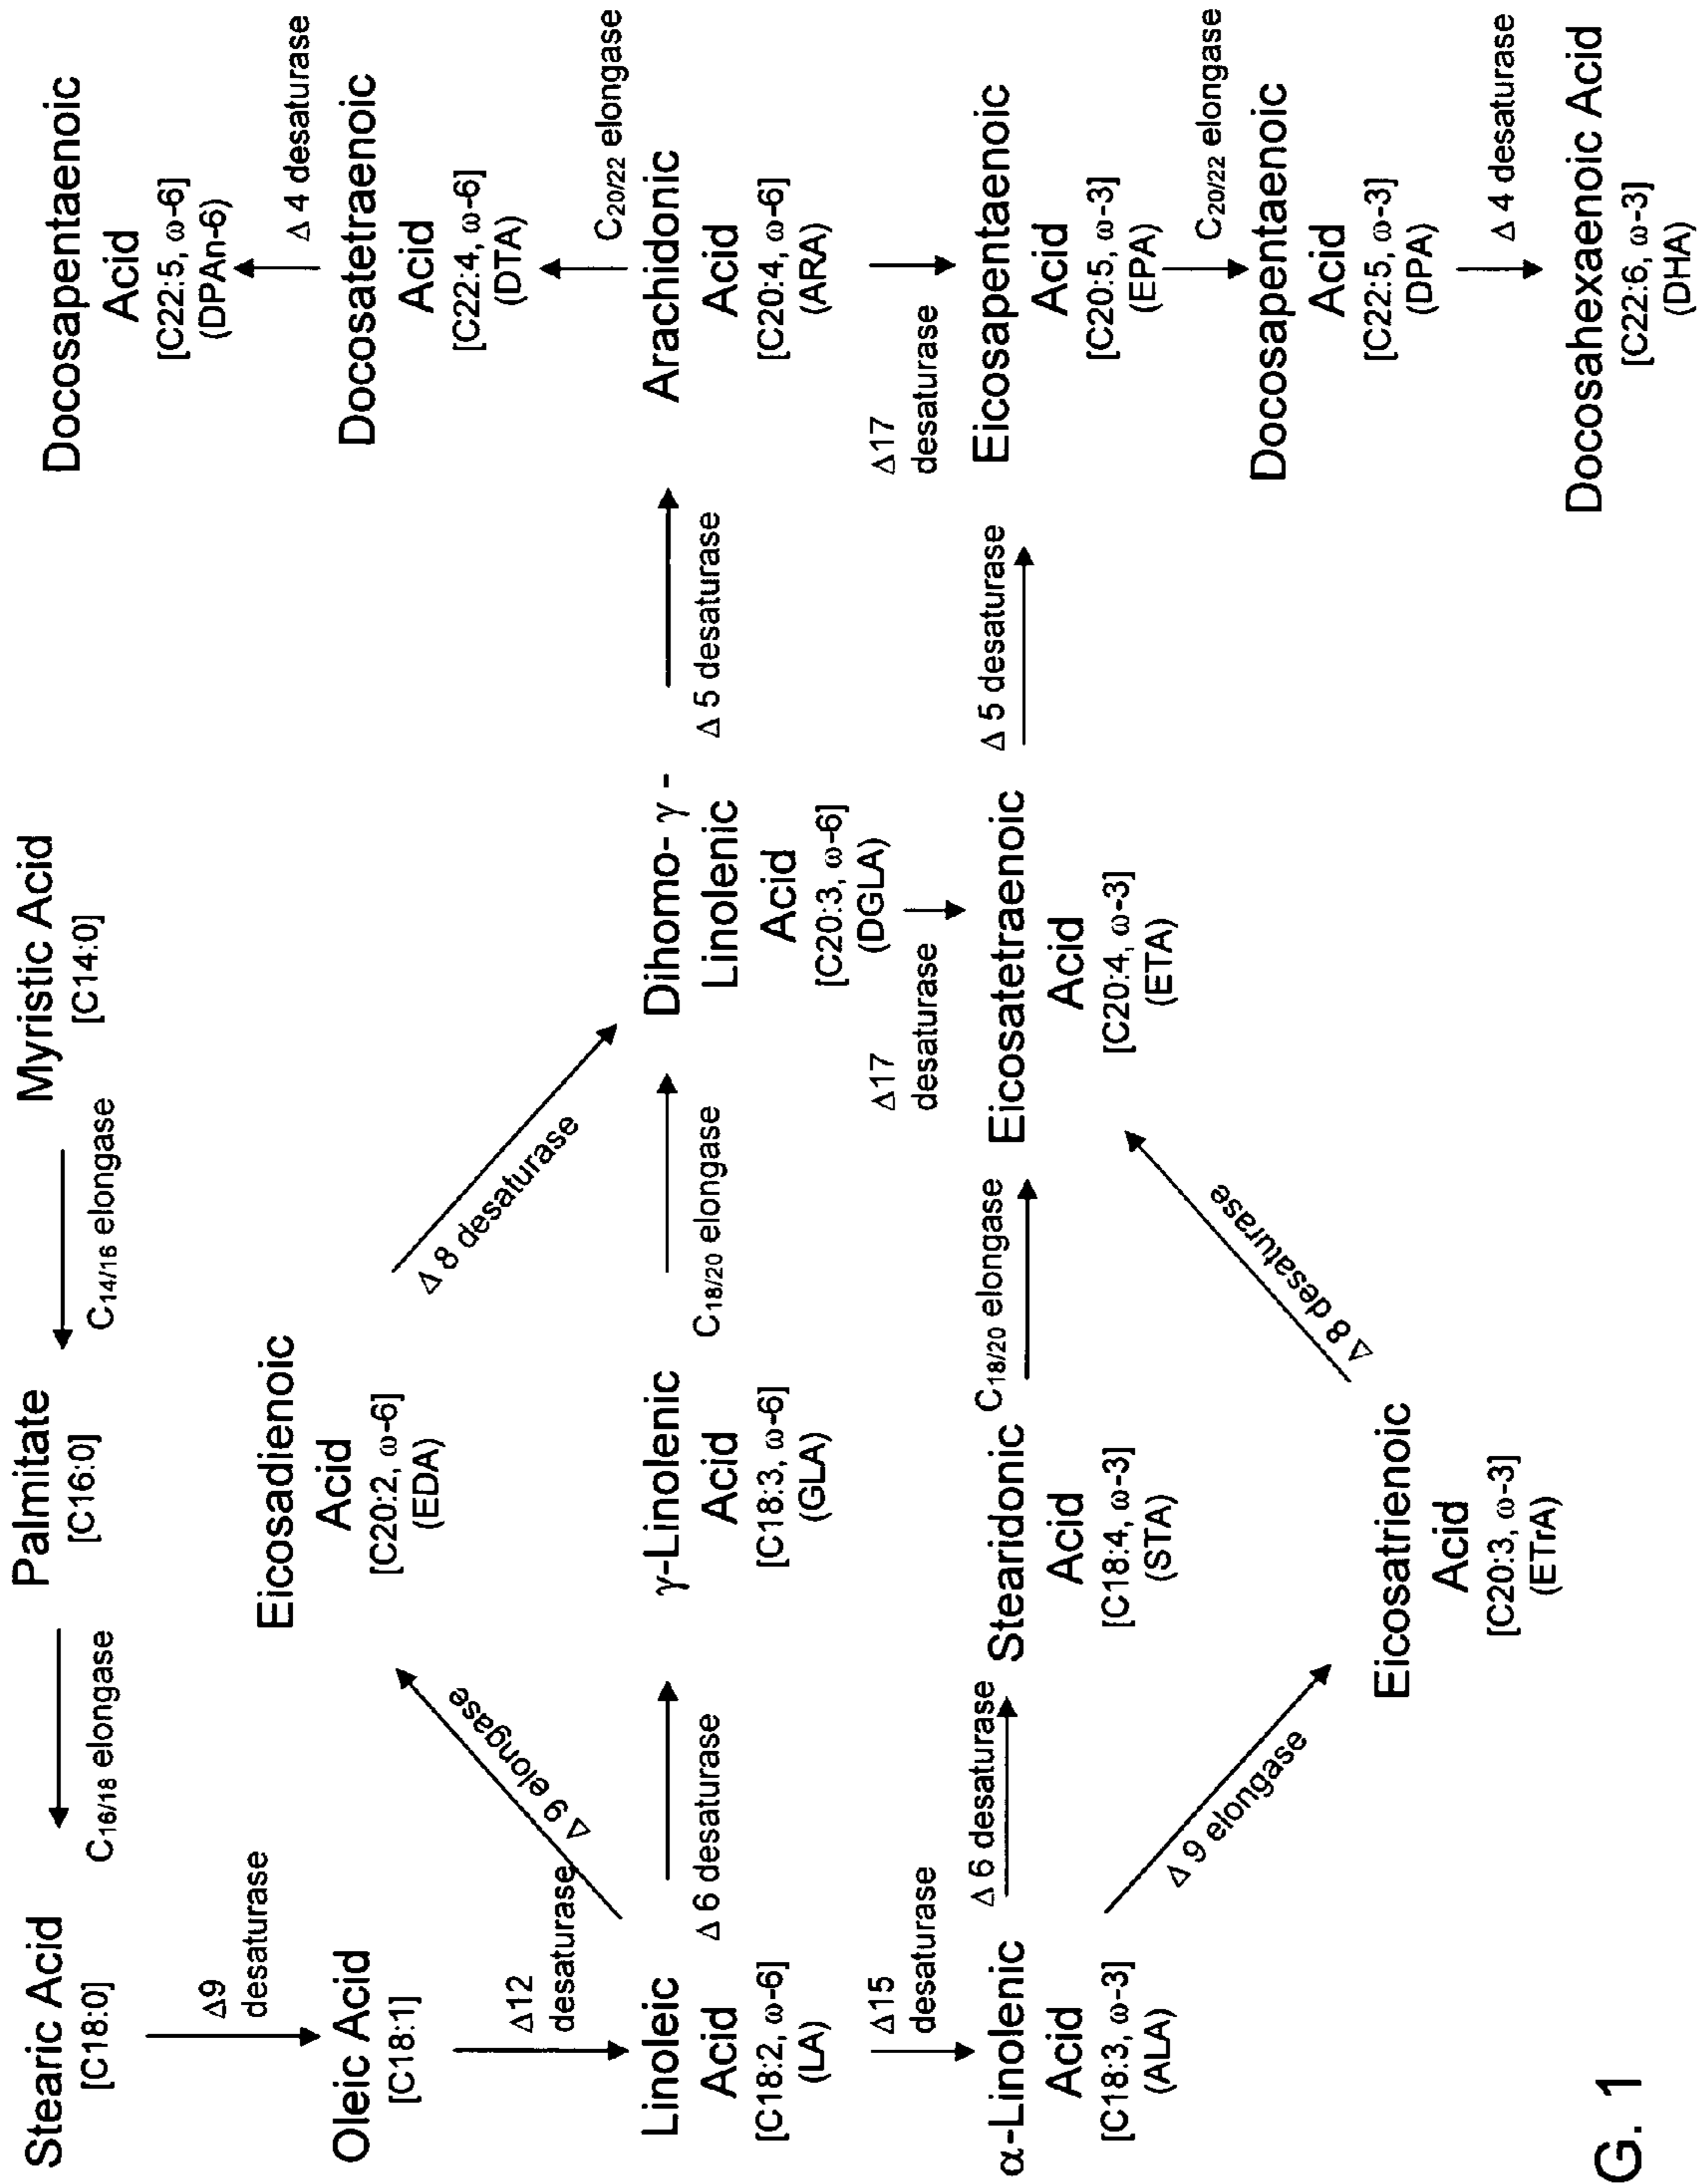 Stearic Acid
[C18:0]
C16/18 elongase
Palmitate
[C16:0]
C14/16 elongase
Myristic Acid
[C14:0]
Δ9
desaturase
Oleic Acid
[C18:1]
Δ12
desaturase
Δ 9 elongase
Eicosadienoic
Acid
[C20:2, ω-6]
(EDA)
Δ 8 desaturase
Linoleic
Acid
[C18:2, ω-6]
(LA)
Δ 6 desaturase
γ-Linolenic
Acid
[C18:3, ω-6]
(GLA)
C18/20 elongase
Dihomo- γ -
Linolenic
Acid
[C20:3, ω-6]
(DGLA)
Δ 5 desaturase
Arachidonic
Acid
[C20:4, ω-6]
(ARA)
C20/22 elongase
Docosatetraenoic
Acid
[C22:4, ω-6]
(DTA)
Δ 4 desaturase
Docosapentaenoic
Acid
[C22:5, ω-6]
(DPAn-6)
Δ15
desaturase
Δ17
desaturase
Δ17
desaturase
α-Linolenic
Acid
[C18:3, ω-3]
(ALA)
Δ 6 desaturase
Stearidonic
Acid
[C18:4, ω-3]
(STA)
C18/20 elongase
Eicosatetraenoic
Acid
[C20:4, ω-3]
(ETA)
Δ 5 desaturase
Eicosapentaenoic
Acid
[C20:5, ω-3]
(EPA)
Δ 9 elongase
Eicosatrienoic
Acid
[C20:3, ω-3]
(ETrA)
Δ 8 desaturase
C20/22 elongase
Docosapentaenoic
Acid
[C22:5, ω-3]
(DPA)
Δ 4 desaturase
Docosahexaenoic Acid
[C22:6, ω-3]
(DHA)
G. 1